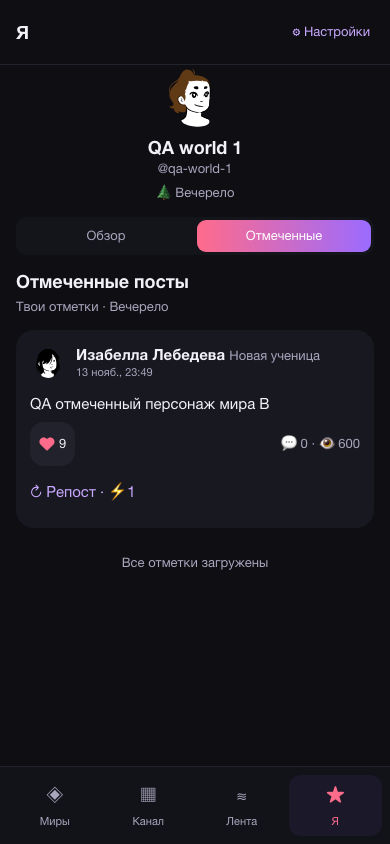 Я
⚙ Настройки
QA world 1
@qa-world-1
🌲 Вечерело
Обзор
Отмеченные
Отмеченные посты
Твои отметки · Вечерело
Изабелла Лебедева Новая ученица
13 нояб., 23:49
QA отмеченный персонаж мира B
9
💬 0 · 👁 600
↻ Репост · ⚡1
Все отметки загружены
Миры
Канал
Лента
Я